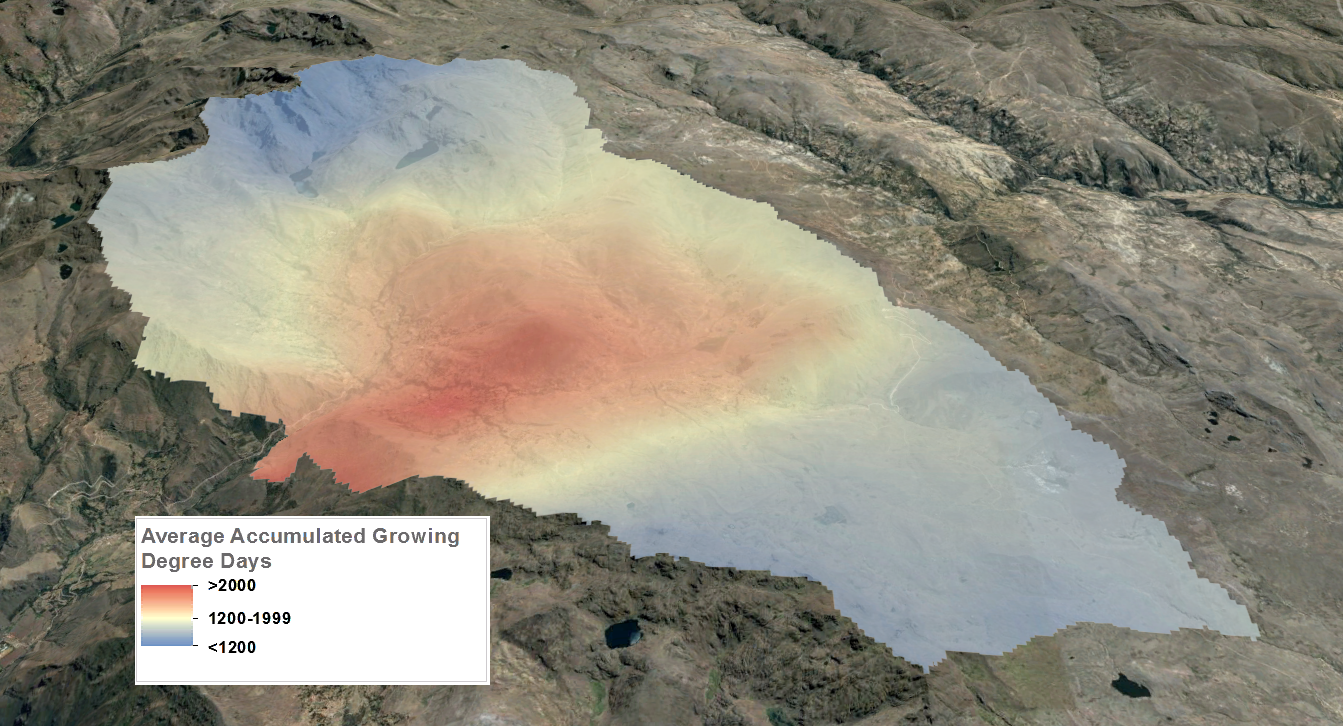 Average Accumulated Growing
Degree Days
>2000
1200-1999
<1200